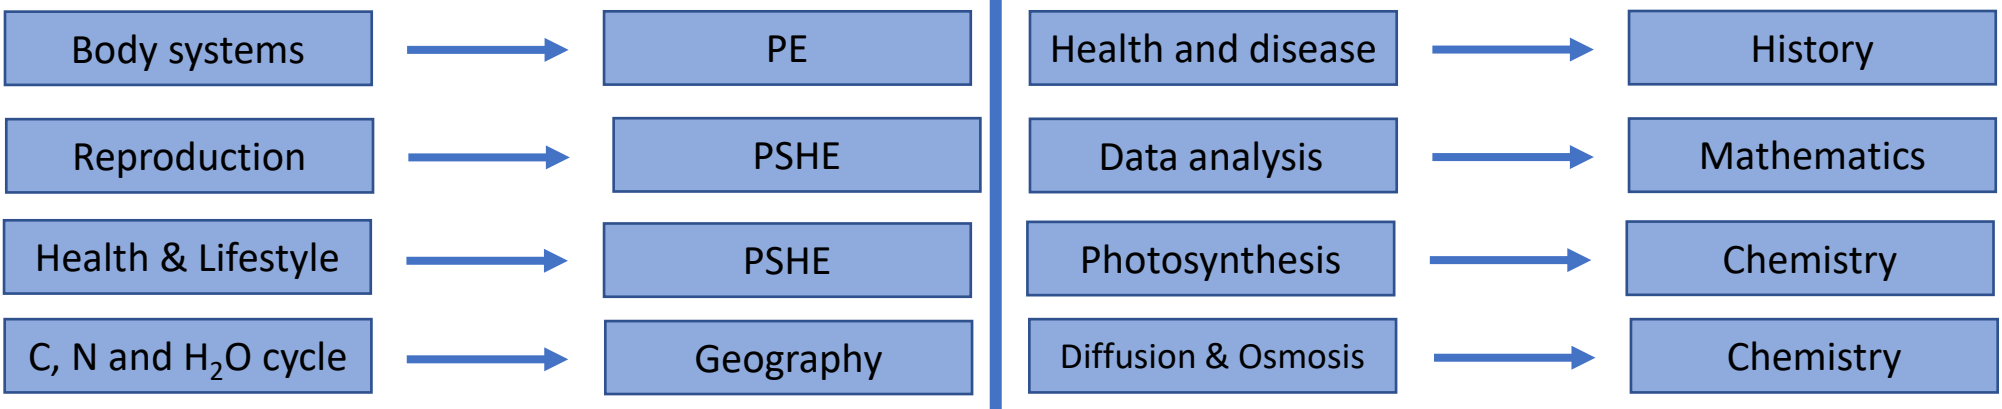 Body systems
PE
Reproduction
PSHE
Health & Lifestyle
PSHE
C, N and H₂O cycle
Geography
Health and disease
History
Data analysis
Mathematics
Photosynthesis
Chemistry
Diffusion & Osmosis
Chemistry